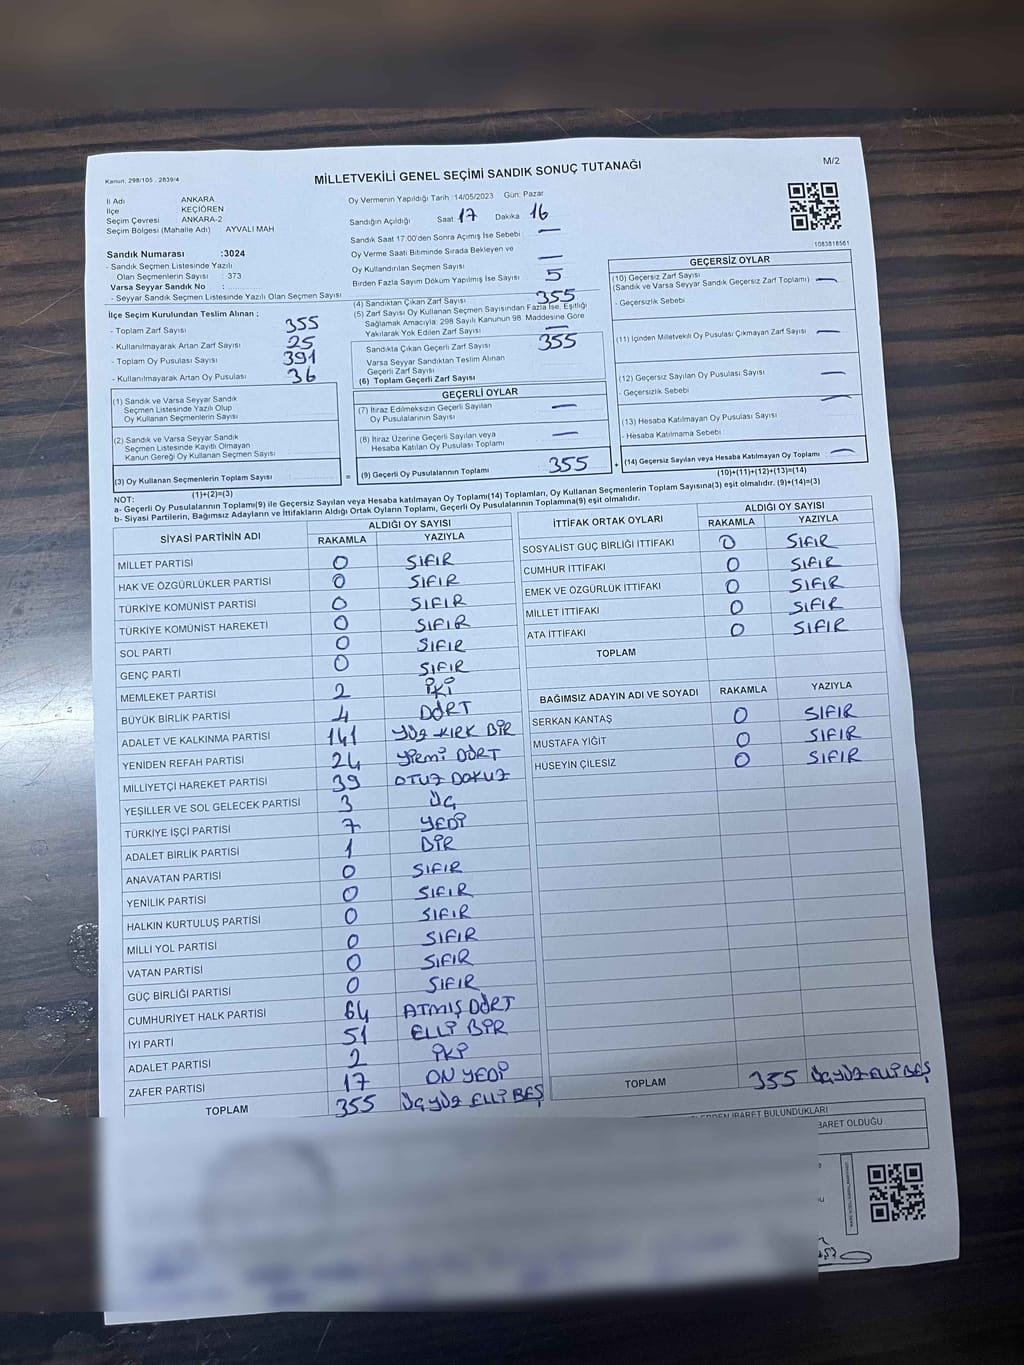 Kanun, 298/105 . 2839/4
MİLLETVEKİLİ GENEL SEÇİMİ SANDIK SONUÇ TUTANAĞI
M/2
İl Adı ANKARA
İlçe KEÇİÖREN
Seçim Çevresi ANKARA-2
Seçim Bölgesi (Mahalle Adı) AYVALI MAH
Sandık Numarası :3024
- Sandık Seçmen Listesinde Yazılı
Olan Seçmenlerin Sayısı : 373
Varsa Seyyar Sandık No :
- Seyyar Sandık Seçmen Listesinde Yazılı Olan Seçmen Sayısı
Oy Vermenin Yapıldığı Tarih :14/05/2023 Gün: Pazar
Sandığın Açıldığı Saat 17 Dakika 16
Sandık Saat 17.00'den Sonra Açımış İse Sebebi —
Oy Verme Saati Bitiminde Sırada Bekleyen ve
Oy Kullandırılan Seçmen Sayısı —
Birden Fazla Sayım Döküm Yapılmış İse Sayısı 5
1083818561
İlçe Seçim Kurulundan Teslim Alınan ;
- Toplam Zarf Sayısı 355
- Kullanılmayarak Artan Zarf Sayısı 25
- Toplam Oy Pusulası Sayısı 391
- Kullanılmayarak Artan Oy Pusulası 36
(4) Sandıktan Çıkan Zarf Sayısı 355
(5) Zarf Sayısı Oy Kullanan Seçmen Sayısından Fazla İse, Eşitliği
Sağlamak Amacıyla: 298 Sayılı Kanunun 98. Maddesine Göre
Yakılarak Yok Edilen Zarf Sayısı —
Sandıkta Çıkan Geçerli Zarf Sayısı 355
Varsa Seyyar Sandıktan Teslim Alınan
Geçerli Zarf Sayısı
(6) Toplam Geçerli Zarf Sayısı
GEÇERSİZ OYLAR
(10) Geçersiz Zarf Sayısı
(Sandık ve Varsa Seyyar Sandık Geçersiz Zarf Toplamı) —
- Geçersizlik Sebebi
(11) İçinden Milletvekili Oy Pusulası Çıkmayan Zarf Sayısı —
(12) Geçersiz Sayılan Oy Pusulası Sayısı —
- Geçersizlik Sebebi
(13) Hesaba Katılmayan Oy Pusulası Sayısı —
- Hesaba Katılmama Sebebi
(14) Geçersiz Sayılan veya Hesaba Katılmayan Oy Toplamı —
(10)+(11)+(12)+(13)=(14)
(1) Sandık ve Varsa Seyyar Sandık
Seçmen Listesinde Yazılı Olup
Oy Kullanan Seçmenlerin Sayısı
(2) Sandık ve Varsa Seyyar Sandık
Seçmen Listesinde Kayıtlı Olmayan
Kanun Gereği Oy Kullanan Seçmen Sayısı
(3) Oy Kullanan Seçmenlerin Toplam Sayısı =
(1)+(2)=(3)
GEÇERLİ OYLAR
(7) İtiraz Edilmeksizin Geçerli Sayılan
Oy Pusulalarının Sayısı —
(8) İtiraz Üzerine Geçerli Sayılan veya
Hesaba Katılan Oy Pusulası Toplamı —
(9) Geçerli Oy Pusulalarının Toplamı 355 +
NOT:
a- Geçerli Oy Pusulalarının Toplamı(9) ile Geçersiz Sayılan veya Hesaba katılmayan Oy Toplamı(14) Toplamları, Oy Kullanan Seçmenlerin Toplam Sayısına(3) eşit olmalıdır. (9)+(14)=(3)
b- Siyasi Partilerin, Bağımsız Adayların ve İttifakların Aldığı Ortak Oyların Toplamı, Geçerli Oy Pusulalarının Toplamına(9) eşit olmalıdır.
SİYASİ PARTİNİN ADI ALDIĞI OY SAYISI
RAKAMLA YAZIYLA
MİLLET PARTİSİ 0 SIFIR
HAK VE ÖZGÜRLÜKLER PARTİSİ 0 SIFIR
TÜRKİYE KOMÜNİST PARTİSİ 0 SIFIR
TÜRKİYE KOMÜNİST HAREKETİ 0 SIFIR
SOL PARTİ 0 SIFIR
GENÇ PARTİ 0 SIFIR
MEMLEKET PARTİSİ 2 İKİ
BÜYÜK BİRLİK PARTİSİ 4 DÖRT
ADALET VE KALKINMA PARTİSİ 141 YÜZ KIRK BİR
YENİDEN REFAH PARTİSİ 24 YİRMİ DÖRT
MİLLİYETÇİ HAREKET PARTİSİ 39 OTUZ DOKUZ
YEŞİLLER VE SOL GELECEK PARTİSİ 3 ÜÇ
TÜRKİYE İŞÇİ PARTİSİ 7 YEDİ
ADALET BİRLİK PARTİSİ 1 BİR
ANAVATAN PARTİSİ 0 SIFIR
YENİLİK PARTİSİ 0 SIFIR
HALKIN KURTULUŞ PARTİSİ 0 SIFIR
MİLLİ YOL PARTİSİ 0 SIFIR
VATAN PARTİSİ 0 SIFIR
GÜÇ BİRLİĞİ PARTİSİ 0 SIFIR
CUMHURİYET HALK PARTİSİ 64 ATMIŞ DÖRT
İYİ PARTİ 51 ELLİ BİR
ADALET PARTİSİ 2 İKİ
ZAFER PARTİSİ 17 ON YEDİ
TOPLAM 355 ÜÇ YÜZ ELLİ BEŞ
İTTİFAK ORTAK OYLARI ALDIĞI OY SAYISI
RAKAMLA YAZIYLA
SOSYALİST GÜÇ BİRLİĞİ İTTİFAKI 0 SIFIR
CUMHUR İTTİFAKI 0 SIFIR
EMEK VE ÖZGÜRLÜK İTTİFAKI 0 SIFIR
MİLLET İTTİFAKI 0 SIFIR
ATA İTTİFAKI 0 SIFIR
TOPLAM
BAĞIMSIZ ADAYIN ADI VE SOYADI RAKAMLA YAZIYLA
SERKAN KANTAŞ 0 SIFIR
MUSTAFA YİĞİT 0 SIFIR
HÜSEYİN ÇİLESİZ 0 SIFIR
TOPLAM 355 ÜÇ YÜZ ELLİ BEŞ
İBARET BULUNDUKLARI
BARET OLDUĞU